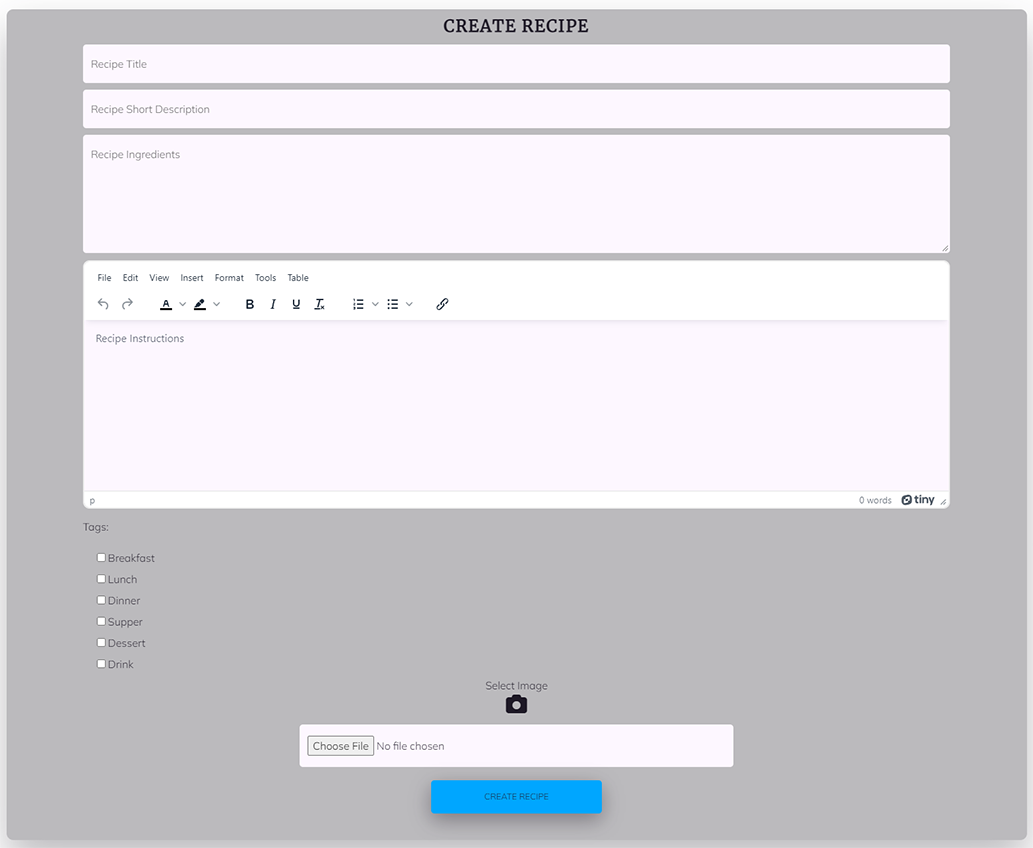 CREATE RECIPE
Recipe Title
Recipe Short Description
Recipe Ingredients
File Edit View Insert Format Tools Table
A B I U T
Recipe Instructions
p 0 words tiny
Tags:
Breakfast
Lunch
Dinner
Supper
Dessert
Drink
Select Image
Choose File No file chosen
CREATE RECIPE